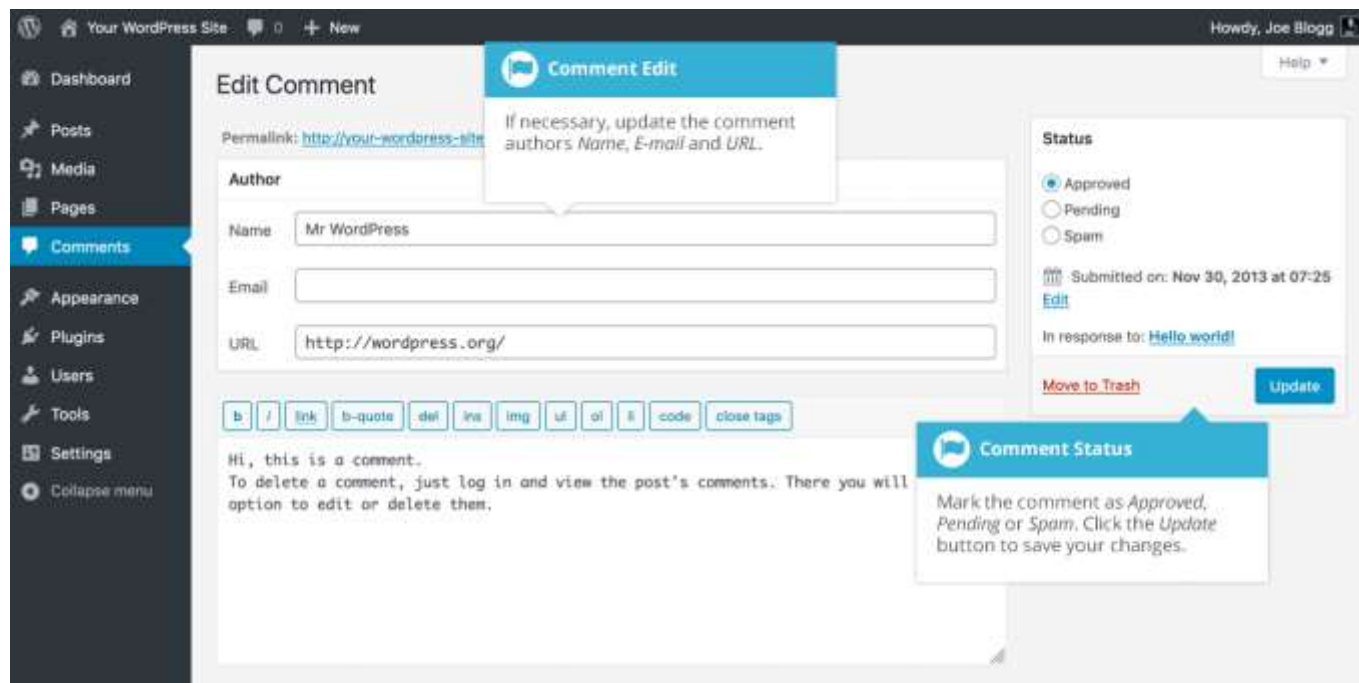 Your WordPress Site 0 + New
Howdy, Joe Blogg
Help
Dashboard
Posts
Media
Pages
Comments
Appearance
Plugins
Users
Tools
Settings
Collapse menu
Edit Comment
Permalink: http://your-wordpress-site
Comment Edit
If necessary, update the comment
authors Name, E-mail and URL.
Author
Name Mr WordPress
Email
URL http://wordpress.org/
b i link b-quote del ins img ul ol li code close tags
Hi, this is a comment.
To delete a comment, just log in and view the post's comments. There you will
option to edit or delete them.
Status
Approved
Pending
Spam
Submitted on: Nov 30, 2013 at 07:25
Edit
In response to: Hello world!
Move to Trash Update
Comment Status
Mark the comment as Approved,
Pending or Spam. Click the Update
button to save your changes.